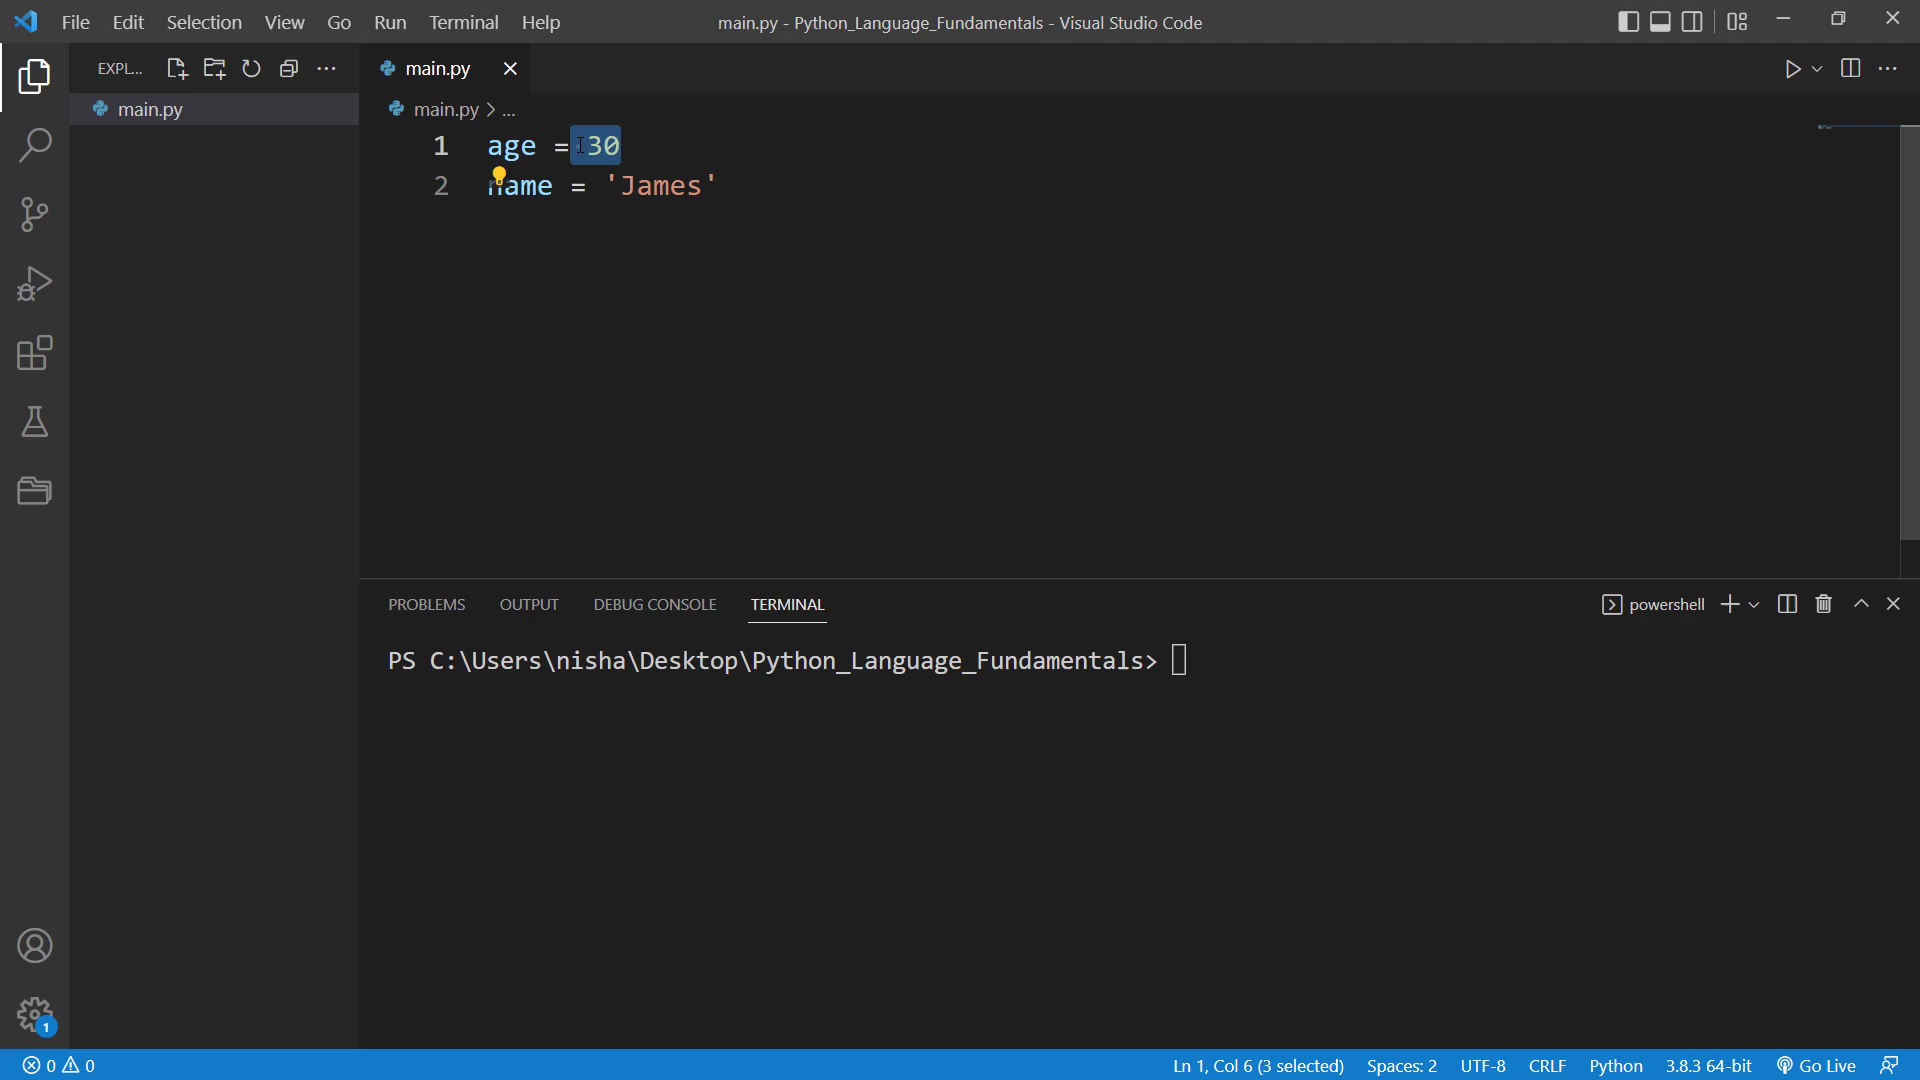 File Edit Selection View Go Run Terminal Help
main.py - Python_Language_Fundamentals - Visual Studio Code
EXPL...
main.py
main.py
main.py > ...
1 age = 30
2 name = 'James'
PROBLEMS OUTPUT DEBUG CONSOLE TERMINAL
powershell
PS C:\Users\nisha\Desktop\Python_Language_Fundamentals>
1
0 0
Ln 1, Col 6 (3 selected) Spaces: 2 UTF-8 CRLF Python 3.8.3 64-bit Go Live